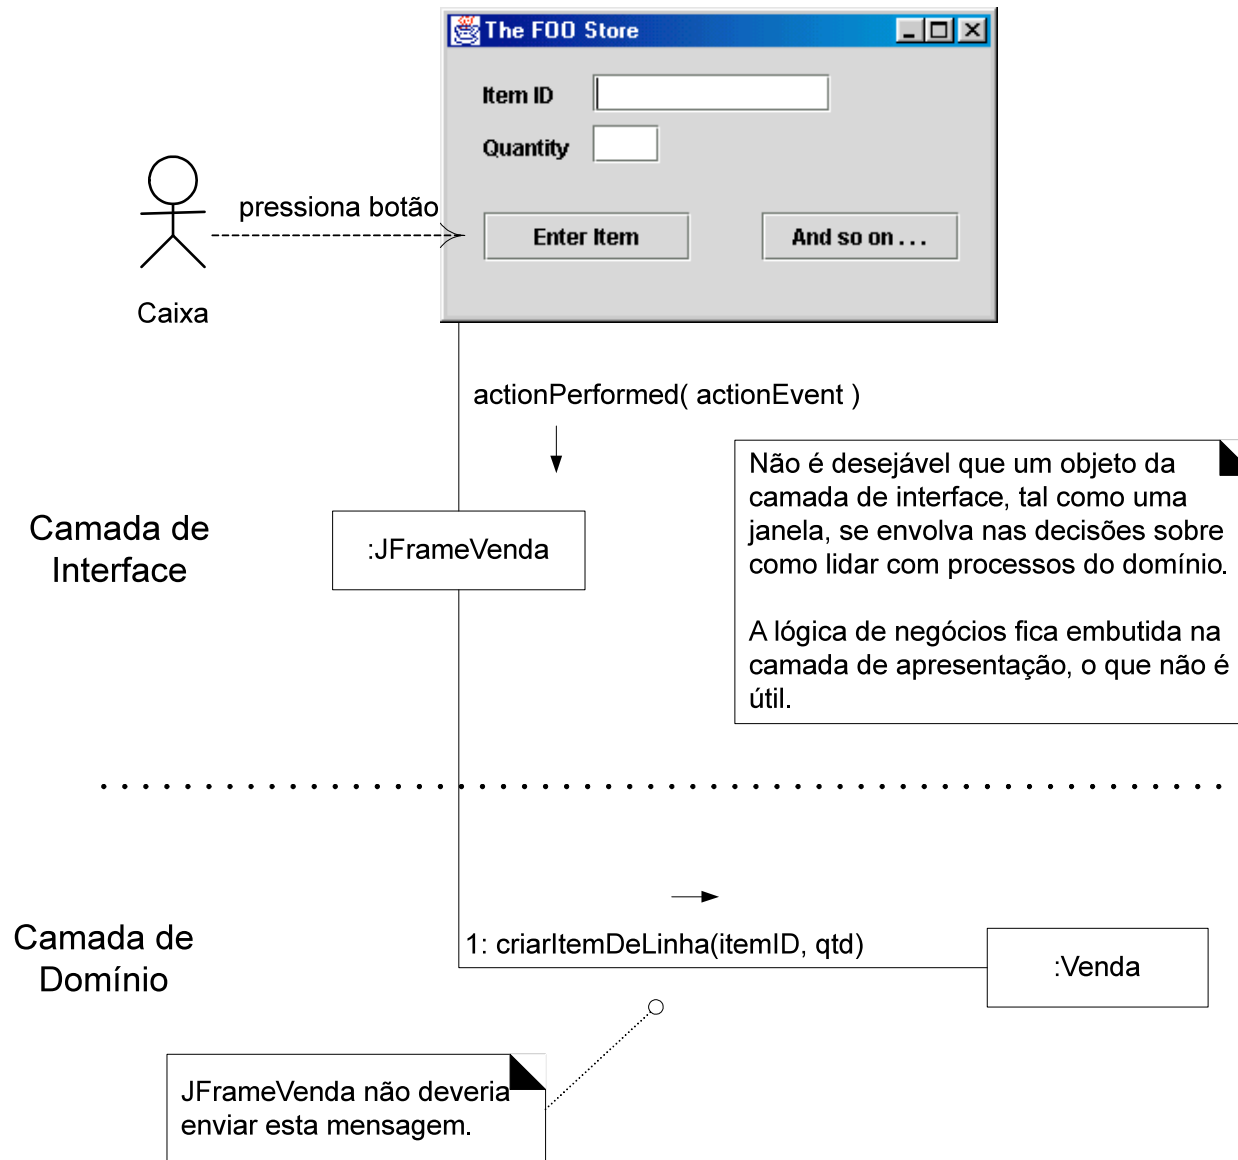 The FOO Store
Item ID
Quantity
pressiona botão
Enter Item
And so on . . .
Caixa
actionPerformed( actionEvent )
Não é desejável que um objeto da
camada de interface, tal como uma
janela, se envolva nas decisões sobre
como lidar com processos do domínio.
A lógica de negócios fica embutida na
camada de apresentação, o que não é
útil.
Camada de
Interface
:JFrameVenda
Camada de
Domínio
1: criarItemDeLinha(itemID, qtd)
:Venda
JFrameVenda não deveria
enviar esta mensagem.